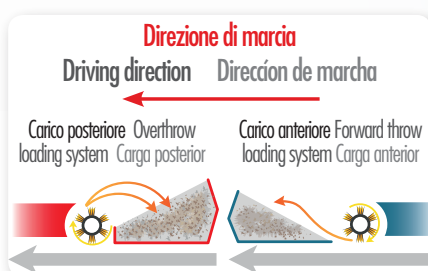 Direzione di marcia
Driving direction Direccíon de marcha
Carico posteriore Overthrow
loading system Carga posterior
Carico anteriore Forward throw
loading system Carga anterior